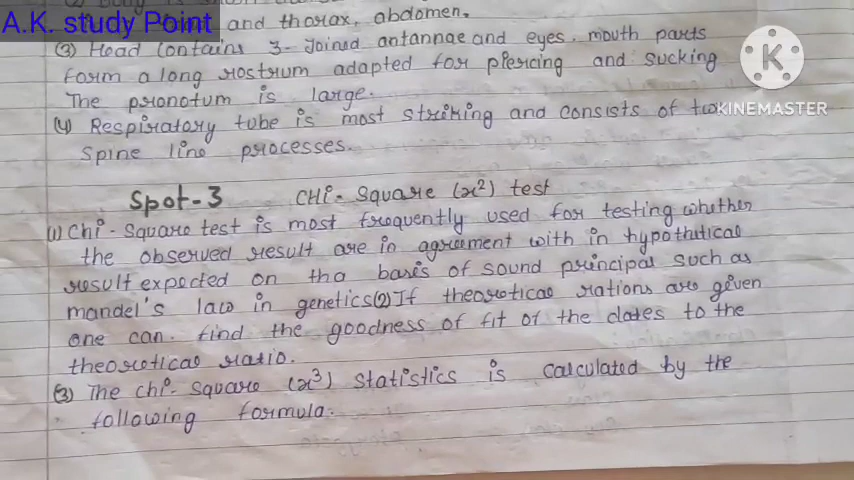 A.K. study Point
and thorax, abdomen.
(3) Head contains 3- Joined antannae and eyes. mouth parts
form a long rostrum adapted for piercing and sucking
The pronotum is large.
(4) Respiratory tube is most striking and consists of two
KINEMASTER
spine line processes.
Spot-3 CHi- Square (x²) test
(1) Chi-Square test is most frequently used for testing whether
the observed result are in agreement with in hypothitical
result expected on tha basis of sound principal such as
mandel's law in genetics(2) If theoretical rations are given
one can find the goodness of fit of the dates to the
theoretical ratio.
(3) The chi-square (x³) statistics is calculated by the
following formula.